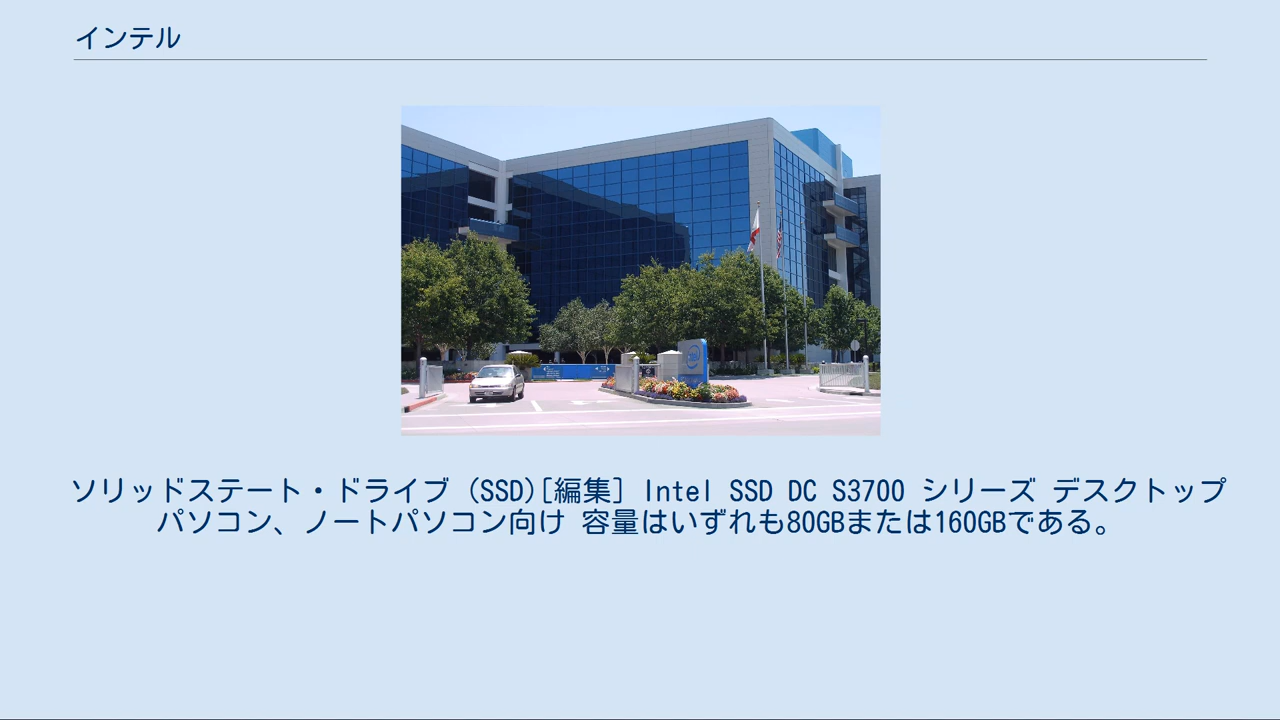 インテル
ソリッドステート・ドライブ (SSD)[編集] Intel SSD DC S3700 シリーズ デスクトップ
パソコン、ノートパソコン向け 容量はいずれも80GBまたは160GBである。